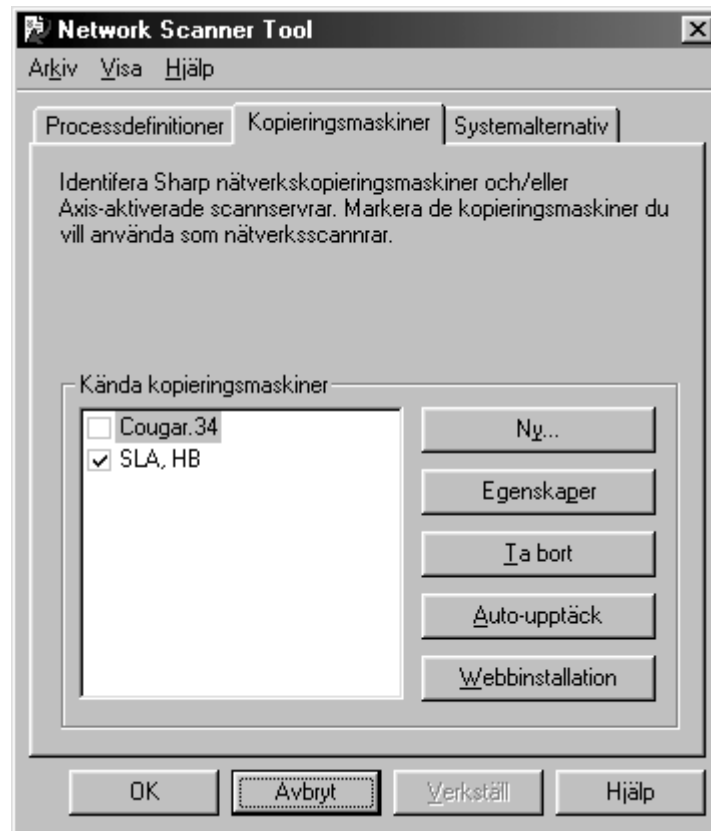 Network Scanner Tool
Arkiv Visa Hjälp
Processdefinitioner Kopieringsmaskiner Systemalternativ
Identifera Sharp nätverkskopieringsmaskiner och/eller
Axis-aktiverade scannservrar. Markera de kopieringsmaskiner du
vill använda som nätverksscannrar.
Kända kopieringsmaskiner
Cougar.34
SLA, HB
Ny...
Egenskaper
Ta bort
Auto-upptäck
Webbinstallation
OK Avbryt Verkställ Hjälp